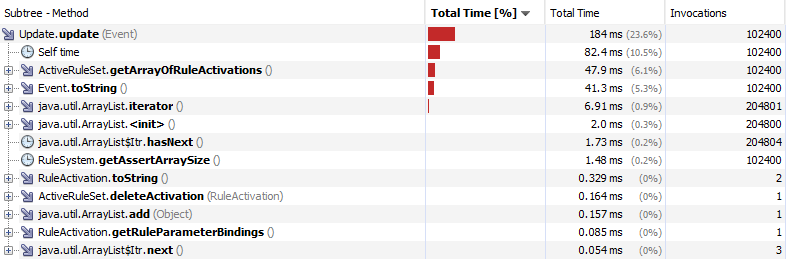 Subtree - Method Total Time [%] Total Time Invocations
Update.update (Event) 184 ms (23.6%) 102400
Self time 82.4 ms (10.5%) 102400
ActiveRuleSet.getArrayOfRuleActivations () 47.9 ms (6.1%) 102400
Event.toString () 41.3 ms (5.3%) 102400
java.util.ArrayList.iterator () 6.91 ms (0.9%) 204801
java.util.ArrayList.<init> () 2.0 ms (0.3%) 204800
java.util.ArrayList$Itr.hasNext () 1.73 ms (0.2%) 204804
RuleSystem.getAssertArraySize () 1.48 ms (0.2%) 102400
RuleActivation.toString () 0.329 ms (0%) 2
ActiveRuleSet.deleteActivation (RuleActivation) 0.164 ms (0%) 1
java.util.ArrayList.add (Object) 0.157 ms (0%) 1
RuleActivation.getRuleParameterBindings () 0.085 ms (0%) 1
java.util.ArrayList$Itr.next () 0.054 ms (0%) 3